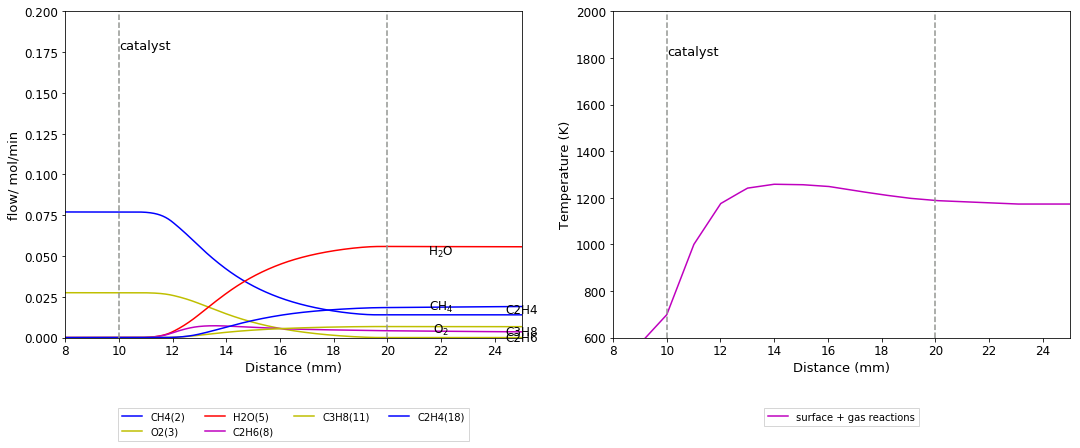 0.200
0.175
0.150
0.125
0.100
0.075
0.050
0.025
0.000
flow/ mol/min
catalyst
H₂O
CH₄
C2H4
O₂
C3H8
C2H6
8 10 12 14 16 18 20 22 24
Distance (mm)
CH4(2) H2O(5) C3H8(11) C2H4(18)
O2(3) C2H6(8)
2000
1800
1600
1400
1200
1000
800
600
Temperature (K)
catalyst
8 10 12 14 16 18 20 22 24
Distance (mm)
surface + gas reactions